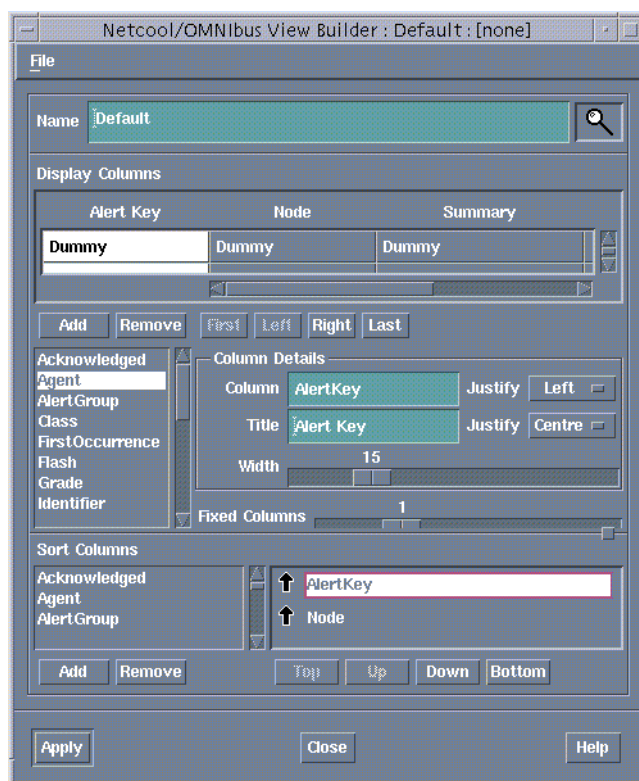 Netcool/OMNIbus View Builder : Default : [none]
File
Name Default
Display Columns
Alert Key Node Summary
Dummy Dummy Dummy
Add Remove First Left Right Last
Acknowledged
Agent
AlertGroup
Class
FirstOccurrence
Flash
Grade
Identifier
Column Details
Column AlertKey Justify Left
Title Alert Key Justify Centre
Width 15
Fixed Columns 1
Sort Columns
Acknowledged
Agent
AlertGroup
AlertKey
Node
Add Remove Top Up Down Bottom
Apply Close Help